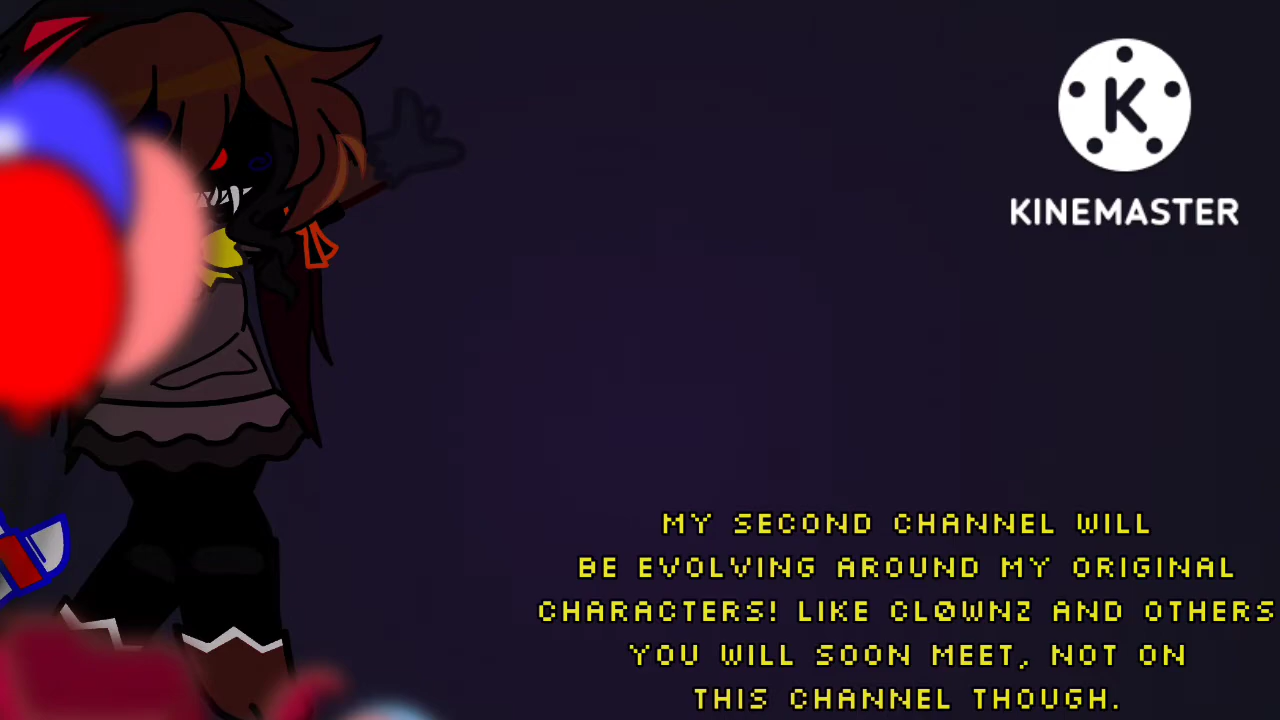 K
KINEMASTER
MY SECOND CHANNEL WILL
BE EVOLVING AROUND MY ORIGINAL
CHARACTERS! LIKE CLØWNZ AND OTHERS
YOU WILL SOON MEET, NOT ON
THIS CHANNEL THOUGH.